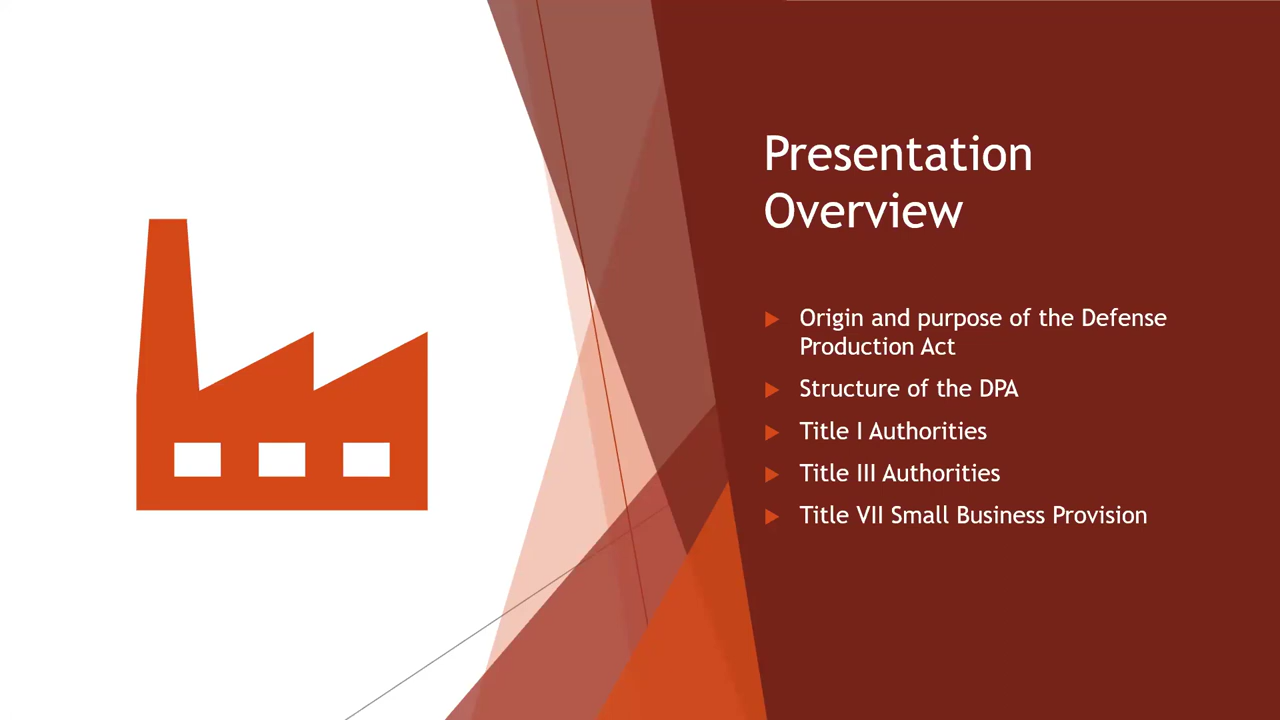 Presentation
Overview
Origin and purpose of the Defense
Production Act
Structure of the DPA
Title I Authorities
Title III Authorities
Title VII Small Business Provision